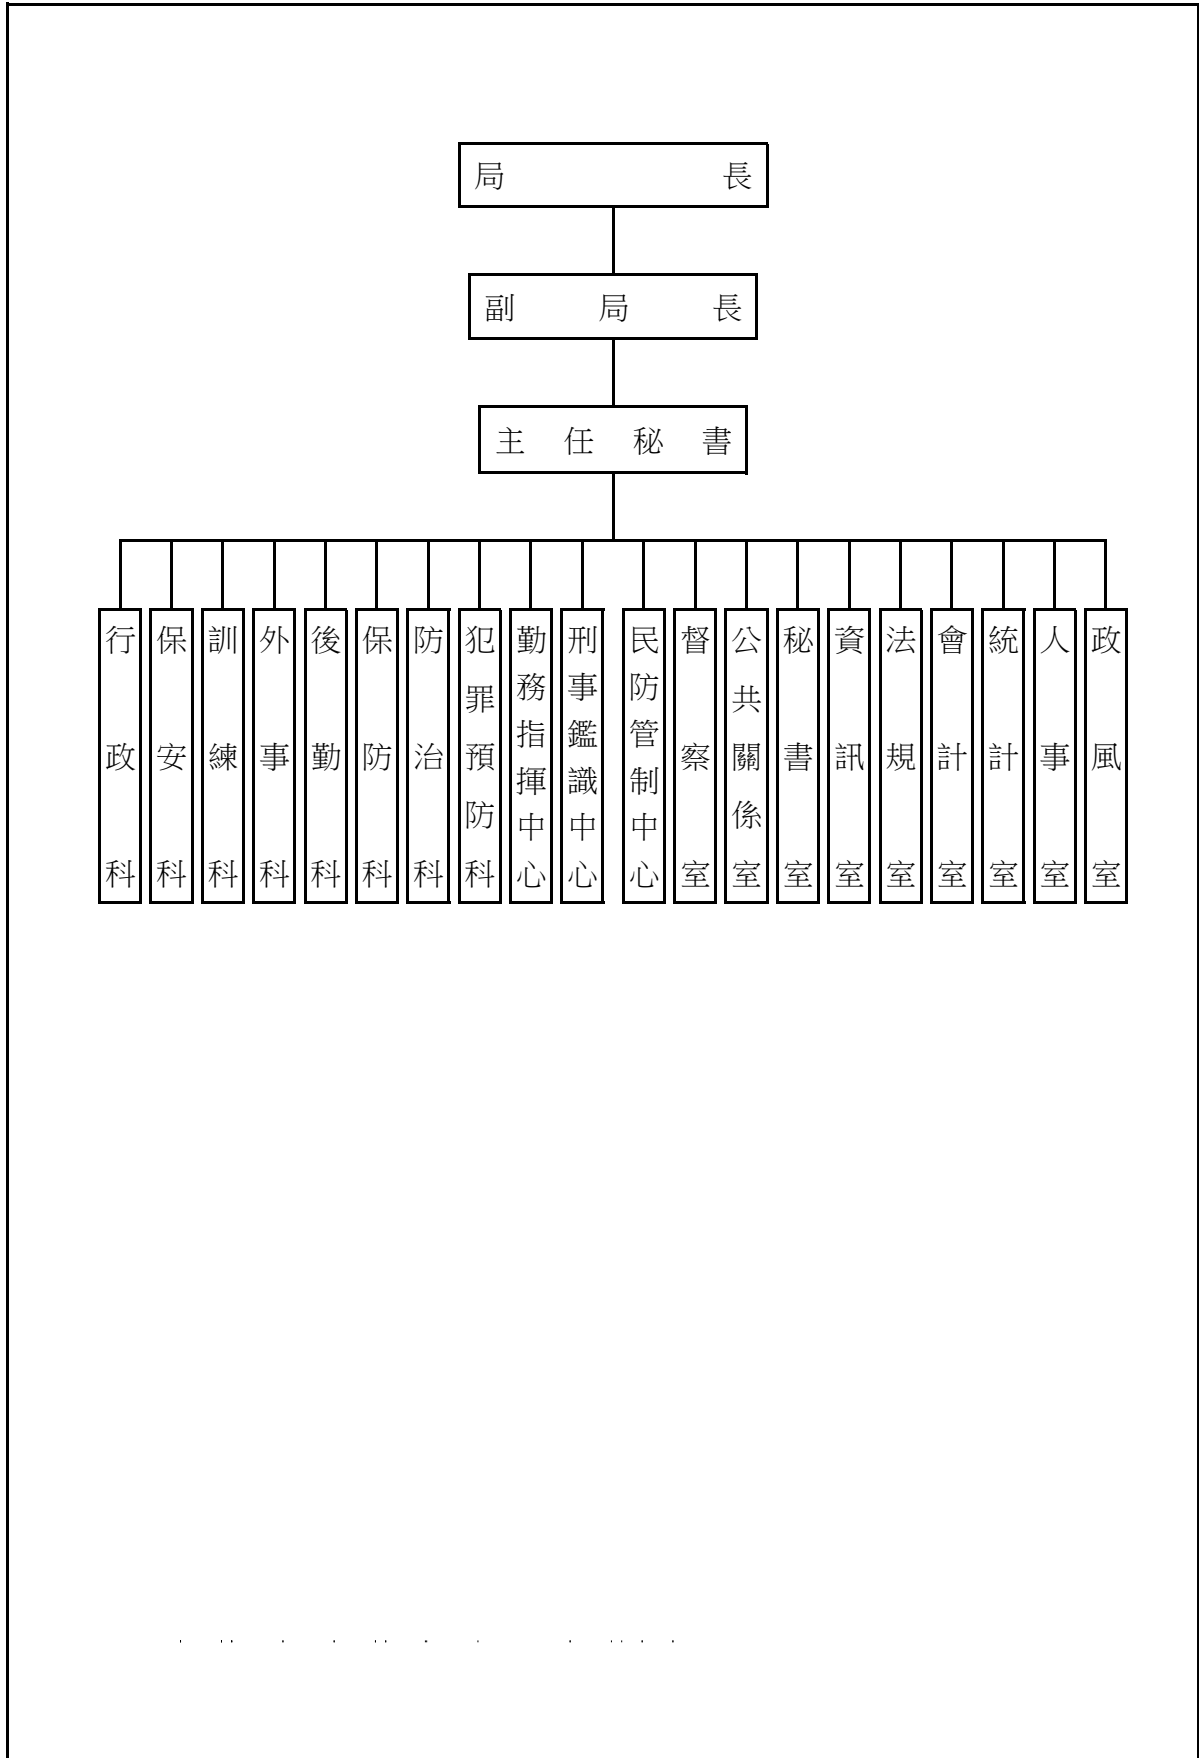 局長
副局長
主任秘書
行政科
保安科
訓練科
外事科
後勤科
保防科
防治科
犯罪預防科
勤務指揮中心
刑事鑑識中心
民防管制中心
督察室
公共關係室
秘書室
資訊室
法規室
會計室
統計室
人事室
政風室